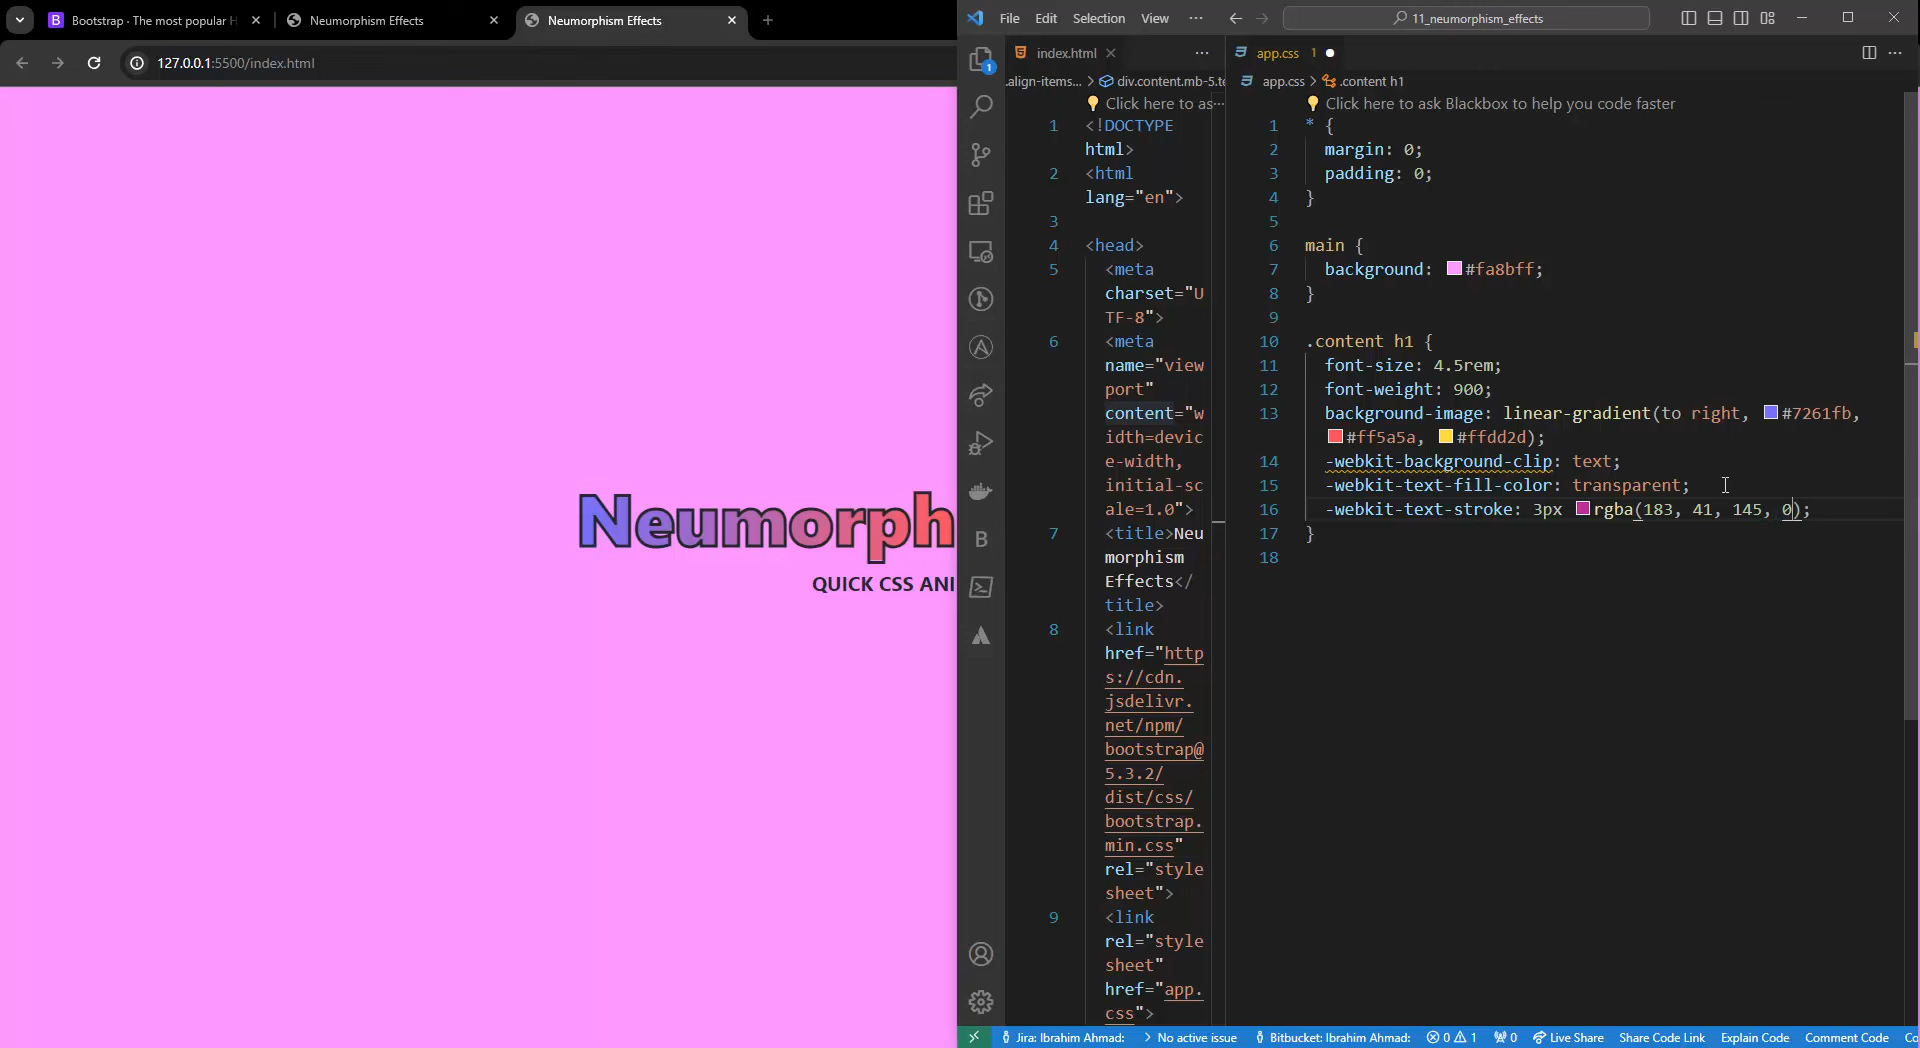 Bootstrap · The most popular H
Neumorphism Effects
Neumorphism Effects
127.0.0.1:5500/index.html
Neumorph
QUICK CSS ANI
File Edit Selection View
11_neumorphism_effects
index.html
app.css 1
.align-items... > div.content.mb-5.te
app.css > .content h1
Click here to as...
1 <!DOCTYPE
html>
2 <html
lang="en">
3
4 <head>
5 <meta
charset="U
TF-8">
6 <meta
name="view
port"
content="w
idth=devic
e-width,
initial-sc
ale=1.0">
7 <title>Neu
morphism
Effects</
title>
8 <link
href="http
s://cdn.
jsdelivr.
net/npm/
bootstrap@
5.3.2/
dist/css/
bootstrap.
min.css"
rel="style
sheet">
9 <link
rel="style
sheet"
href="app.
css">
Click here to ask Blackbox to help you code faster
1 * {
2 margin: 0;
3 padding: 0;
4 }
5
6 main {
7 background: #fa8bff;
8 }
9
10 .content h1 {
11 font-size: 4.5rem;
12 font-weight: 900;
13 background-image: linear-gradient(to right, #7261fb,
#ff5a5a, #ffdd2d);
14 -webkit-background-clip: text;
15 -webkit-text-fill-color: transparent;
16 -webkit-text-stroke: 3px rgba(183, 41, 145, 0);
17 }
18
1
B
Jira: Ibrahim Ahmad: > No active issue Bitbucket: Ibrahim Ahmad: 0 1 0 Live Share Share Code Link Explain Code Comment Code Co